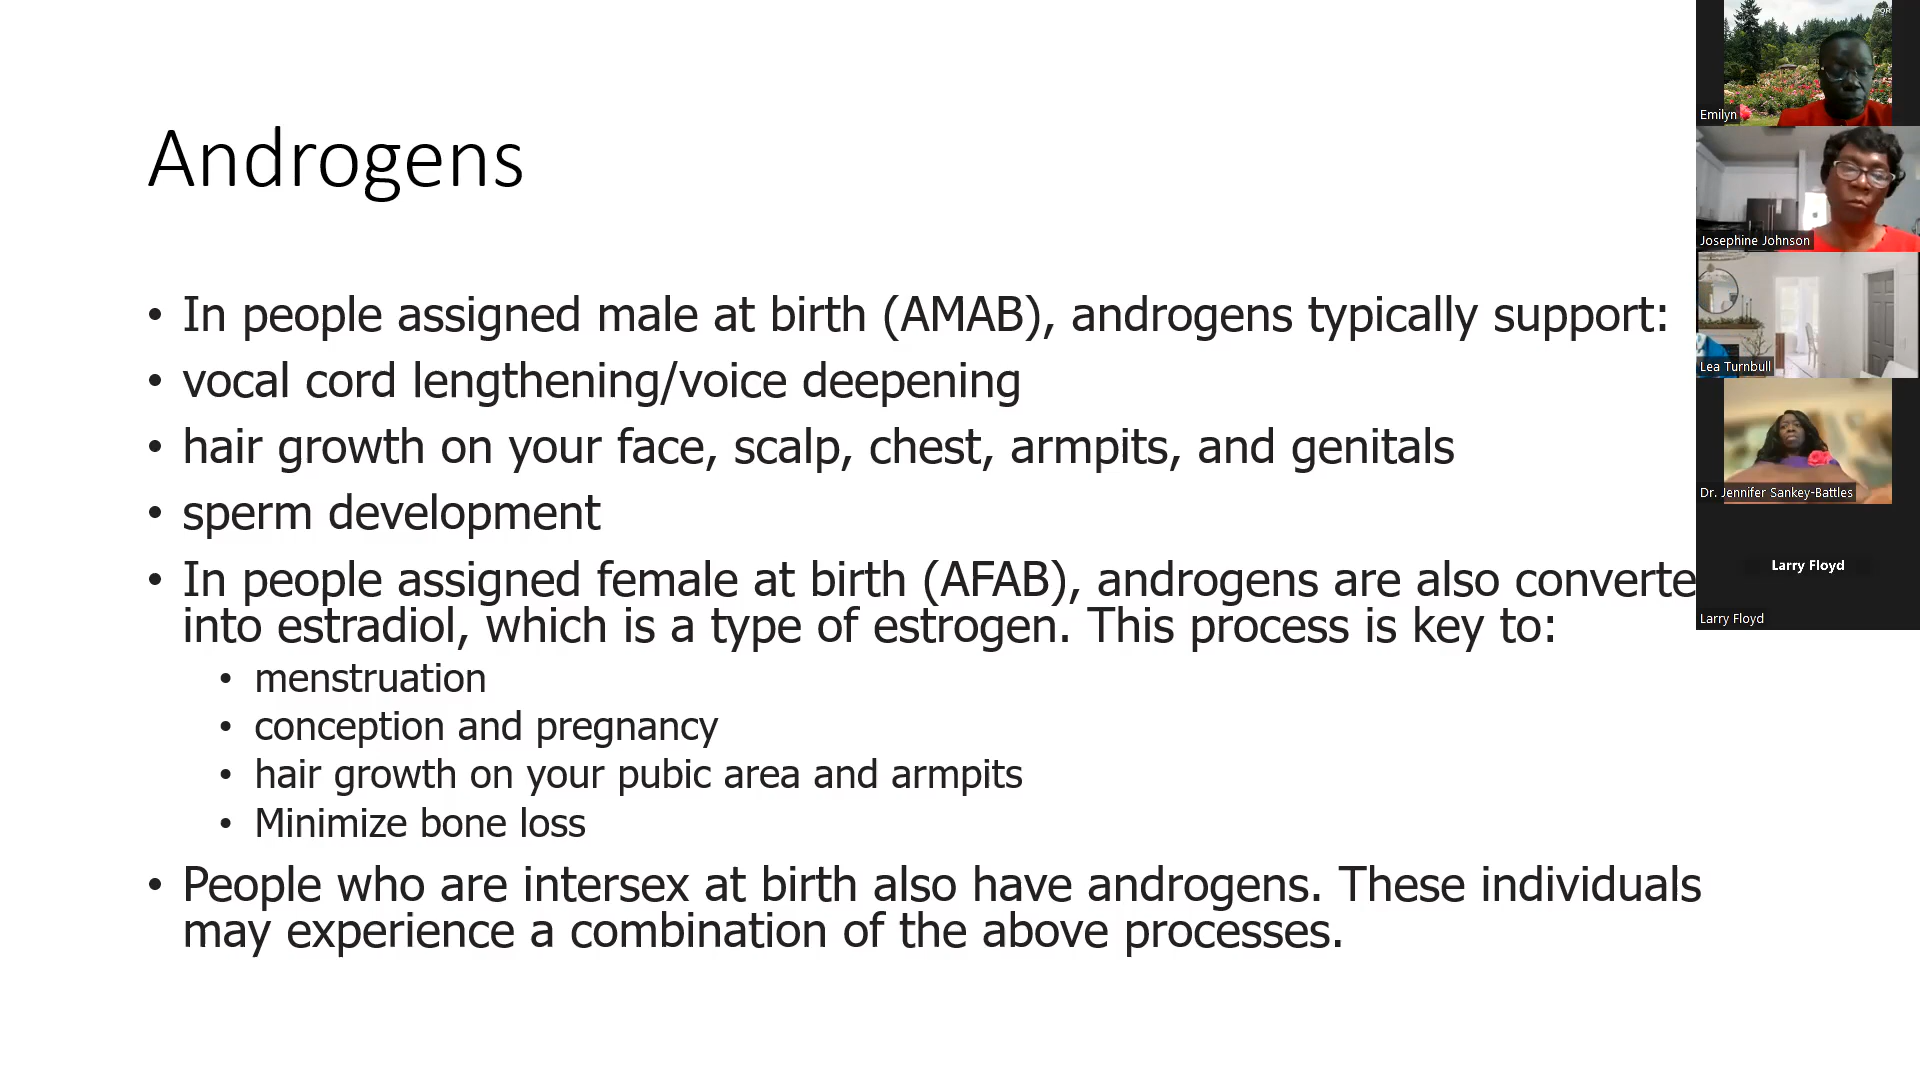 Androgens
• In people assigned male at birth (AMAB), androgens typically support:
• vocal cord lengthening/voice deepening
• hair growth on your face, scalp, chest, armpits, and genitals
• sperm development
• In people assigned female at birth (AFAB), androgens are also converte
into estradiol, which is a type of estrogen. This process is key to:
• menstruation
• conception and pregnancy
• hair growth on your pubic area and armpits
• Minimize bone loss
• People who are intersex at birth also have androgens. These individuals
may experience a combination of the above processes.
Emilyn
Josephine Johnson
Lea Turnbull
Dr. Jennifer Sankey-Battles
Larry Floyd
Larry Floyd